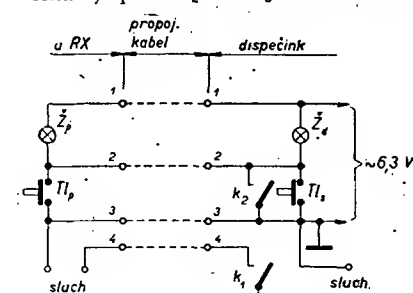 propoj.
u RX kabel dispečink
1 1
Žp Žd
2 2
~6,3 V
Tlp k2 Tls
3 3
4 4
sluch k1 sluch.